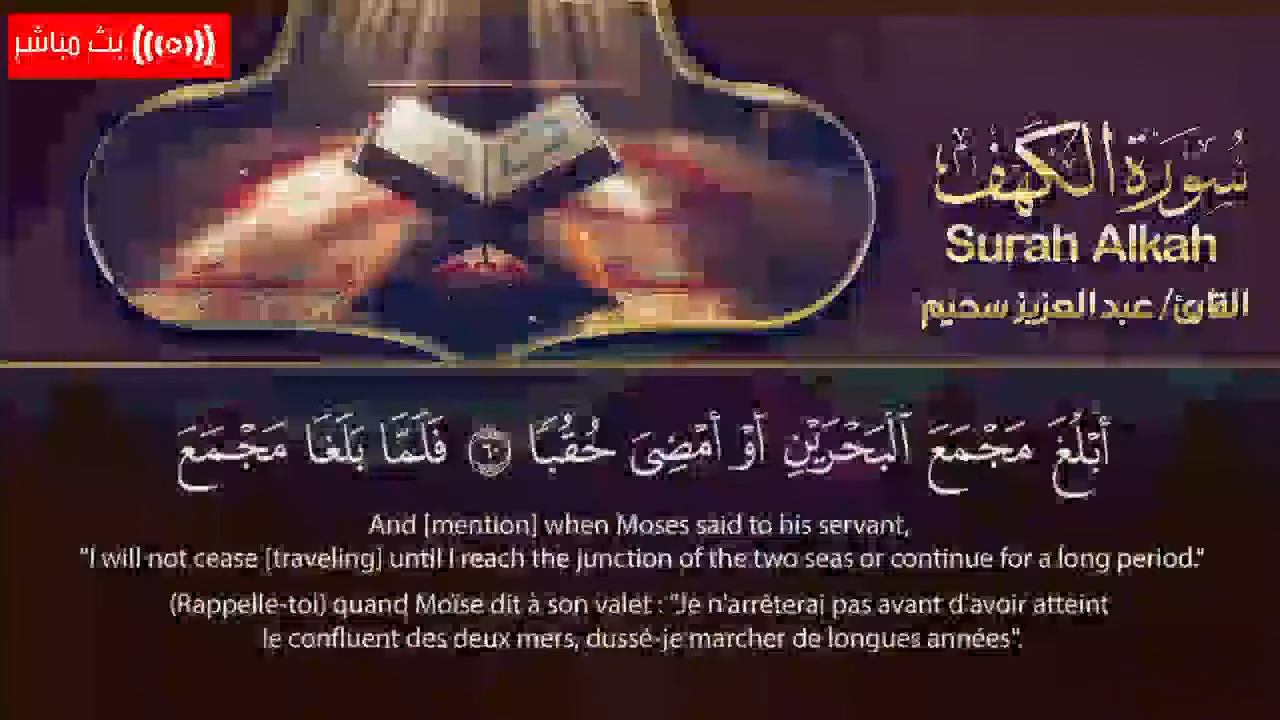 بث مباشر
سورة الكهف
Surah Alkah
القارئ/ عبد العزيز سحيم
أَبْلُغَ مَجْمَعَ ٱلْبَحْرَيْنِ أَوْ أَمْضِىَ حُقُبًا ٦٠ فَلَمَّا بَلَغَا مَجْمَعَ
And [mention] when Moses said to his servant,
"I will not cease [traveling] until I reach the junction of the two seas or continue for a long period."
(Rappelle-toi) quand Moïse dit à son valet : "Je n'arrêterai pas avant d'avoir atteint
le confluent des deux mers, dussé-je marcher de longues années".